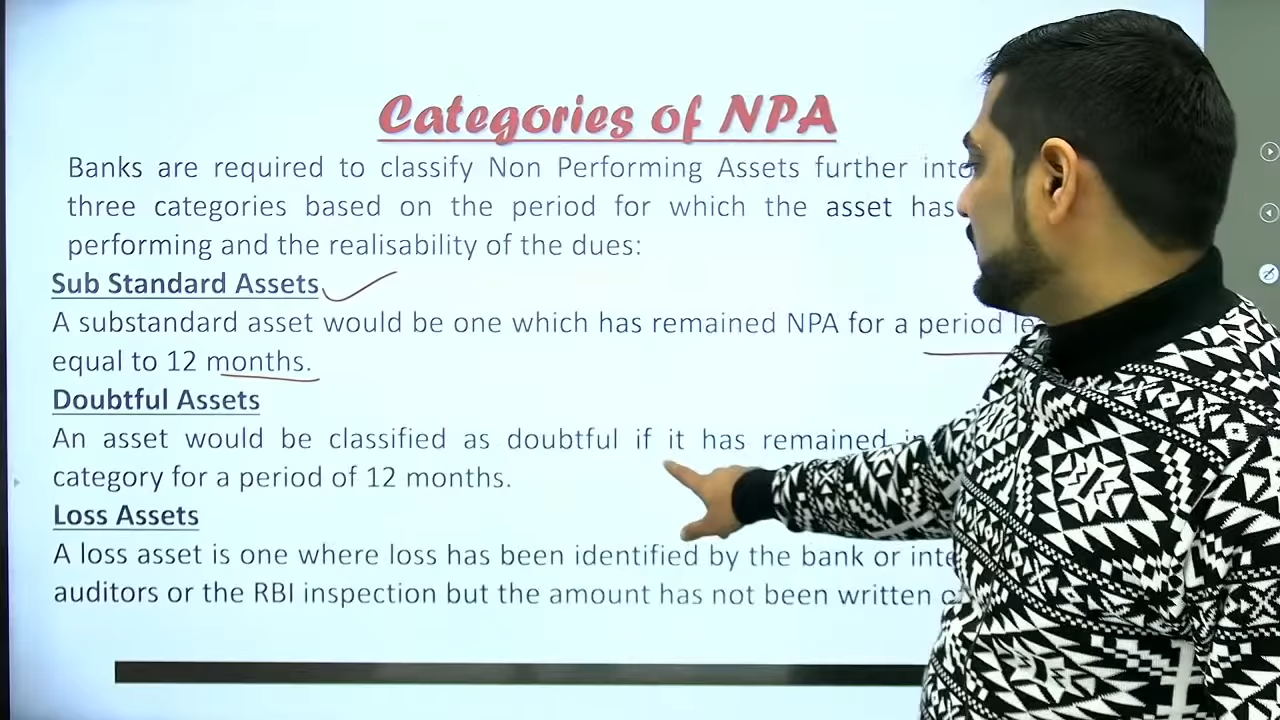 Categories of NPA
Banks are required to classify Non Performing Assets further into
three categories based on the period for which the asset has
performing and the realisability of the dues:
Sub Standard Assets
A substandard asset would be one which has remained NPA for a period
equal to 12 months.
Doubtful Assets
An asset would be classified as doubtful if it has remained
category for a period of 12 months.
Loss Assets
A loss asset is one where loss has been identified by the bank or
auditors or the RBI inspection but the amount has not been written